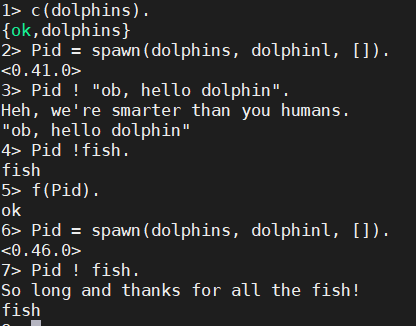 1> c(dolphins).
{ok,dolphins}
2> Pid = spawn(dolphins, dolphinl, []).
<0.41.0>
3> Pid ! "ob, hello dolphin".
Heh, we're smarter than you humans.
"ob, hello dolphin"
4> Pid !fish.
fish
5> f(Pid).
ok
6> Pid = spawn(dolphins, dolphinl, []).
<0.46.0>
7> Pid ! fish.
So long and thanks for all the fish!
fish